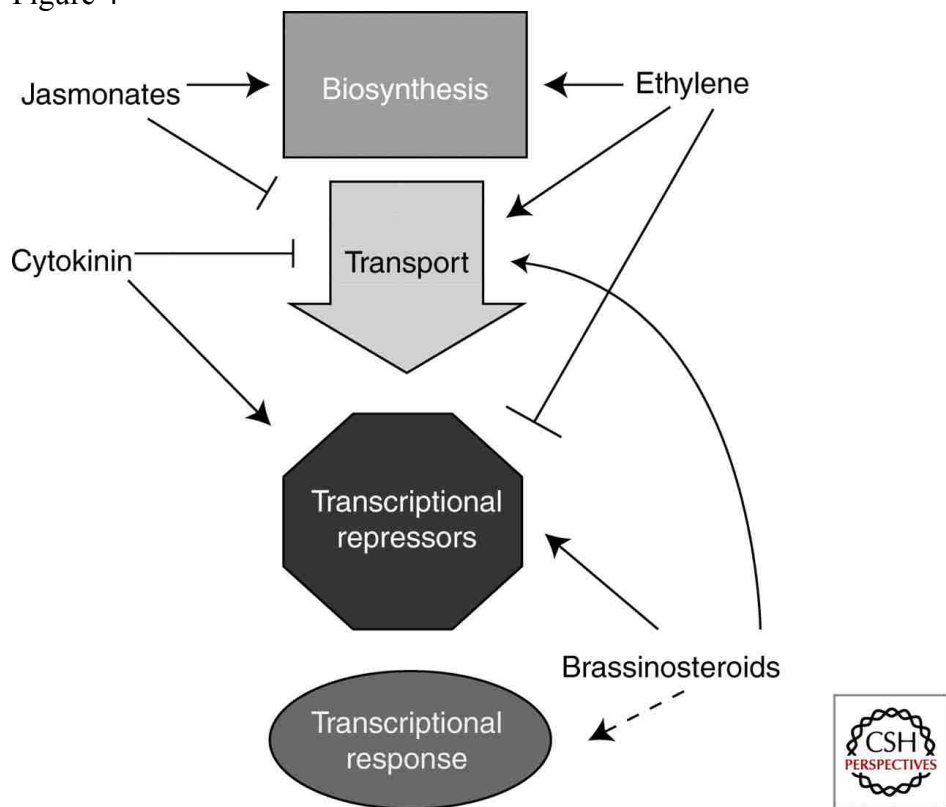 Figure 4
Jasmonates
Biosynthesis
Ethylene
Cytokinin
Transport
Transcriptional
repressors
Brassinosteroids
Transcriptional
response
CSH
PERSPECTIVES